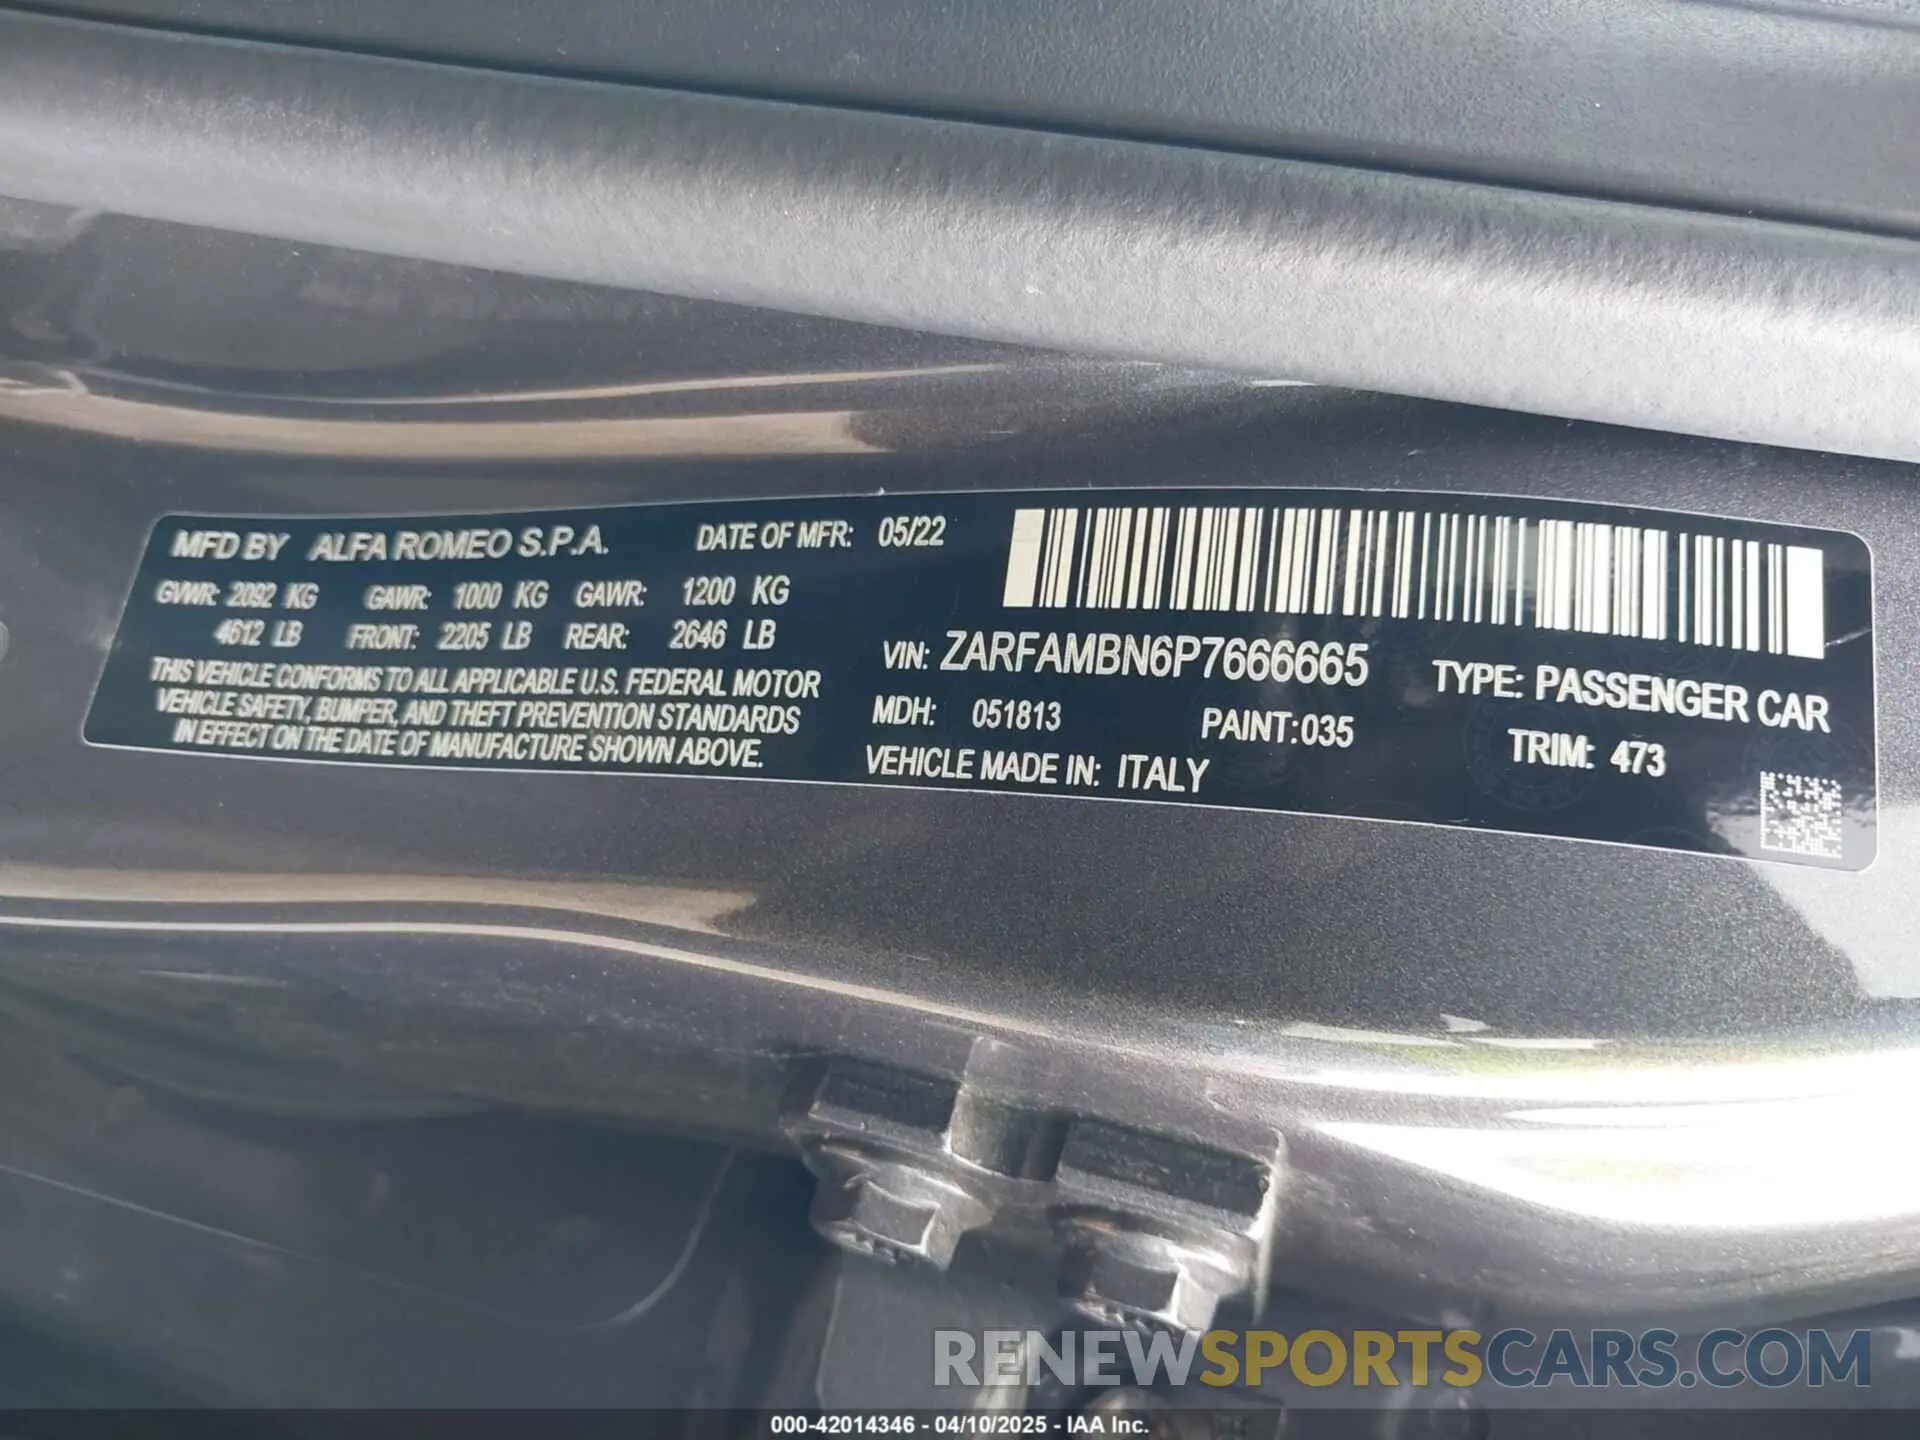 MFD BY ALFA ROMEO S.P.A. DATE OF MFR: 05/22
GVWR: 2092 KG GAWR: 1000 KG GAWR: 1200 KG
4612 LB FRONT: 2205 LB REAR: 2646 LB
THIS VEHICLE CONFORMS TO ALL APPLICABLE U.S. FEDERAL MOTOR
VEHICLE SAFETY, BUMPER, AND THEFT PREVENTION STANDARDS
IN EFFECT ON THE DATE OF MANUFACTURE SHOWN ABOVE.
VIN: ZARFAMBN6P7666665 TYPE: PASSENGER CAR
MDH: 051813 PAINT:035 TRIM: 473
VEHICLE MADE IN: ITALY
RENEWSPORTSCARS.COM
000-42014346 - 04/10/2025 - IAA Inc.